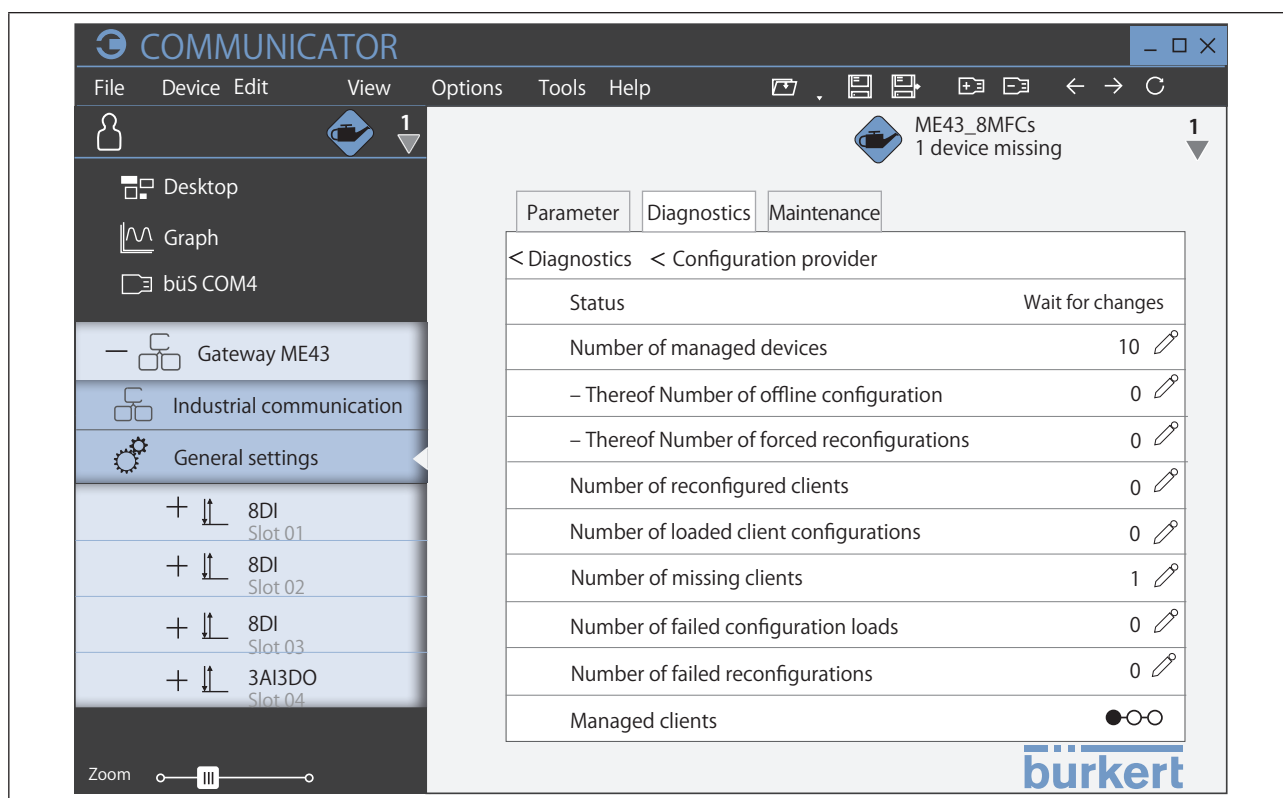 COMMUNICATOR
File Device Edit View Options Tools Help
1
ME43_8MFCs
1 device missing
1
Desktop
Graph
büS COM4
Gateway ME43
Industrial communication
General settings
8DI
Slot 01
8DI
Slot 02
8DI
Slot 03
3AI3DO
Slot 04
Zoom
Parameter Diagnostics Maintenance
< Diagnostics < Configuration provider
Status Wait for changes
Number of managed devices 10
– Thereof Number of offline configuration 0
– Thereof Number of forced reconfigurations 0
Number of reconfigured clients 0
Number of loaded client configurations 0
Number of missing clients 1
Number of failed configuration loads 0
Number of failed reconfigurations 0
Managed clients
bürkert